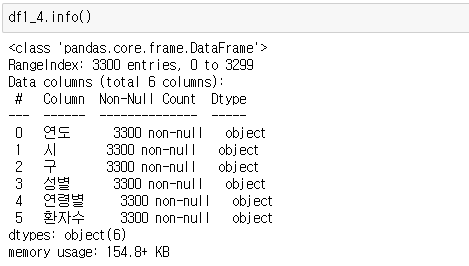 df1_4.info()
<class 'pandas.core.frame.DataFrame'>
RangeIndex: 3300 entries, 0 to 3299
Data columns (total 6 columns):
 #   Column  Non-Null Count  Dtype
---  ------  --------------  -----
 0   연도      3300 non-null   object
 1   시       3300 non-null   object
 2   구       3300 non-null   object
 3   성별      3300 non-null   object
 4   연령별     3300 non-null   object
 5   환자수     3300 non-null   object
dtypes: object(6)
memory usage: 154.8+ KB